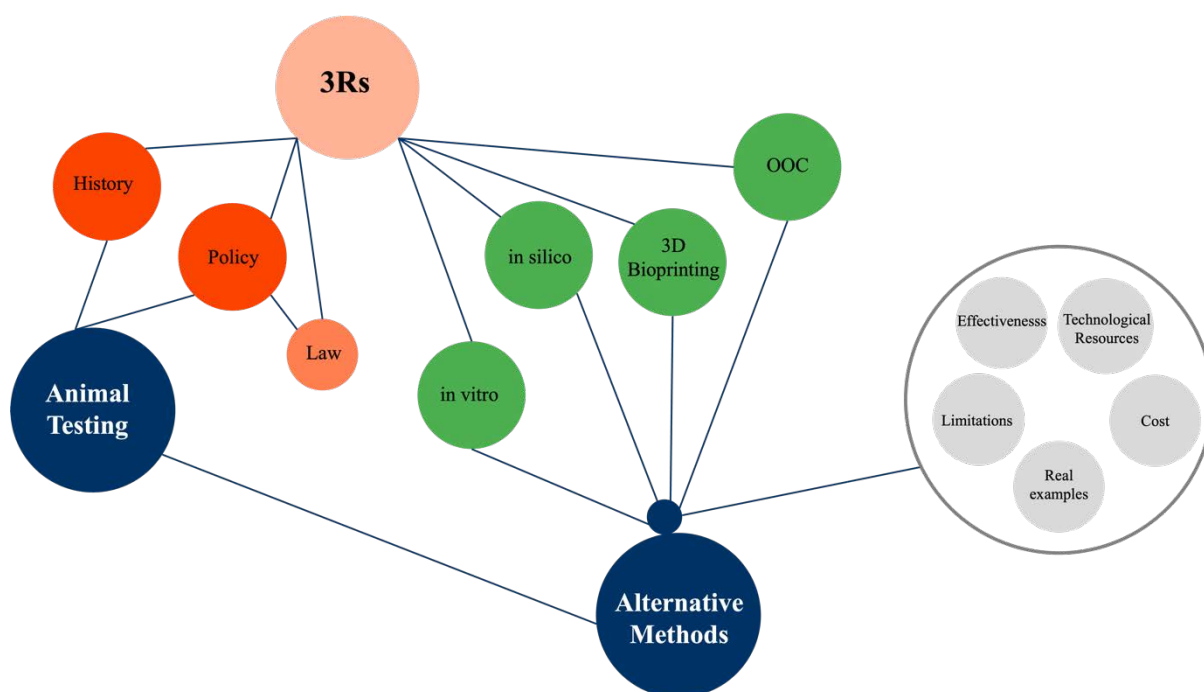 3Rs
History
Policy
Law
Animal
Testing
in vitro
in silico
3D
Bioprinting
OOC
Alternative
Methods
Effectivenesss
Technological
Resources
Limitations
Cost
Real
examples